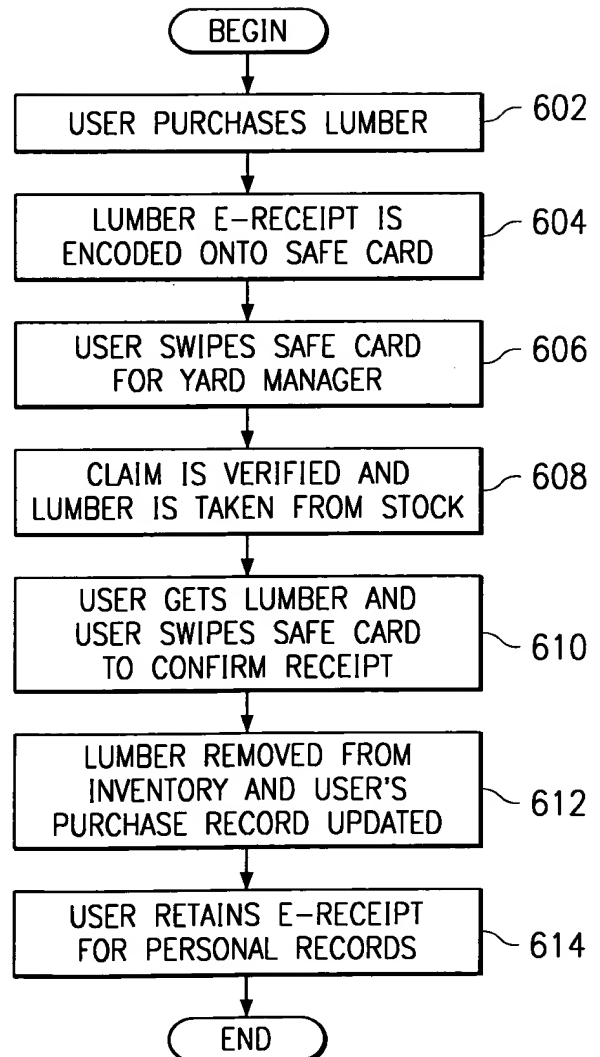 BEGIN
USER PURCHASES LUMBER
602
LUMBER E-RECEIPT IS
ENCODED ONTO SAFE CARD
604
USER SWIPES SAFE CARD
FOR YARD MANAGER
606
CLAIM IS VERIFIED AND
LUMBER IS TAKEN FROM STOCK
608
USER GETS LUMBER AND
USER SWIPES SAFE CARD
TO CONFIRM RECEIPT
610
LUMBER REMOVED FROM
INVENTORY AND USER'S
PURCHASE RECORD UPDATED
612
USER RETAINS E-RECEIPT
FOR PERSONAL RECORDS
614
END